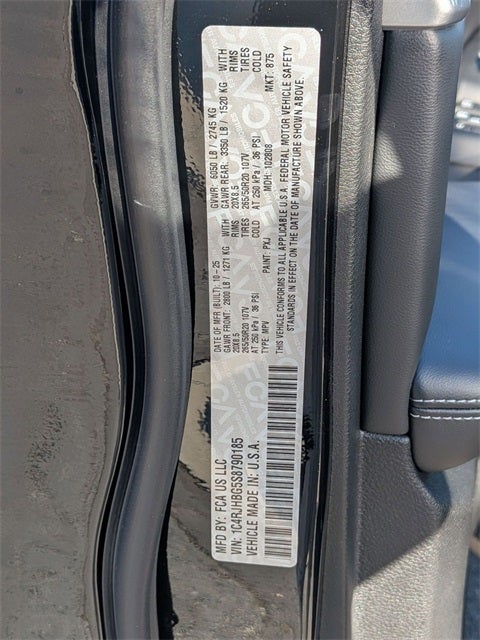 MFD BY: FCA US LLC
VIN: 1C4RJHBG5S8790185
VEHICLE MADE IN: U.S.A.
DATE OF MFR (BUILT): 10-25 GVWR: 6050 LB / 2745 KG
GAWR FRONT: 2800 LB / 1271 KG WITH GAWR REAR: 3350 LB / 1520 KG WITH
20X8.5 RIMS 20X8.5 RIMS
265/50R20 107V TIRES 265/50R20 107V TIRES
AT 250 kPa / 36 PSI COLD AT 250 kPa / 36 PSI COLD
TYPE: MPV PAINT: PXJ MDH: 102808 MKT: 875
THIS VEHICLE CONFORMS TO ALL APPLICABLE U.S.A. FEDERAL MOTOR VEHICLE SAFETY
STANDARDS IN EFFECT ON THE DATE OF MANUFACTURE SHOWN ABOVE.